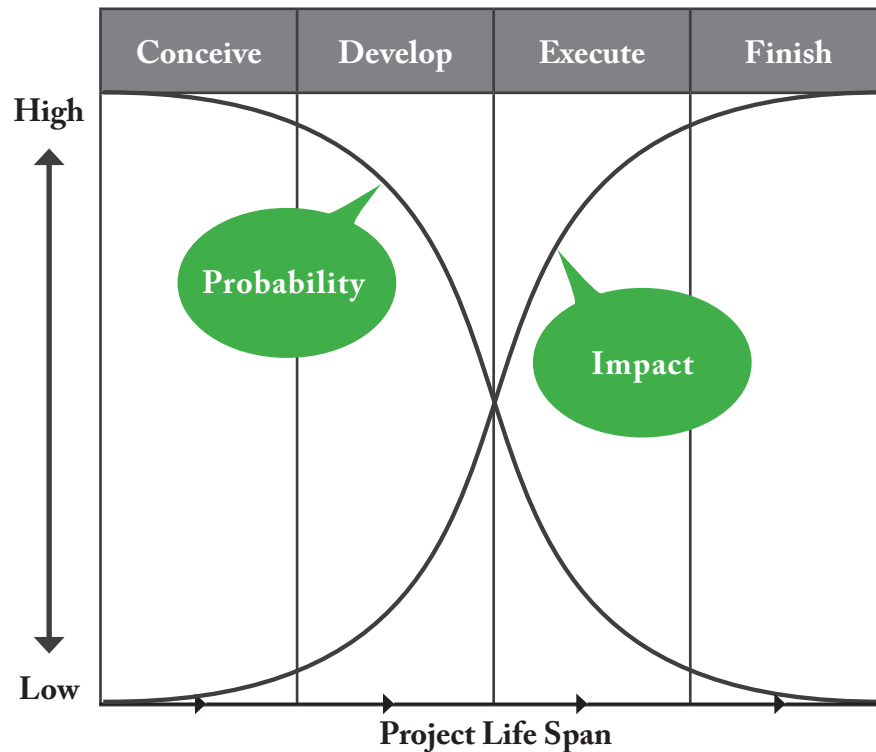 Conceive Develop Execute Finish
High
Probability
Impact
Low
Project Life Span